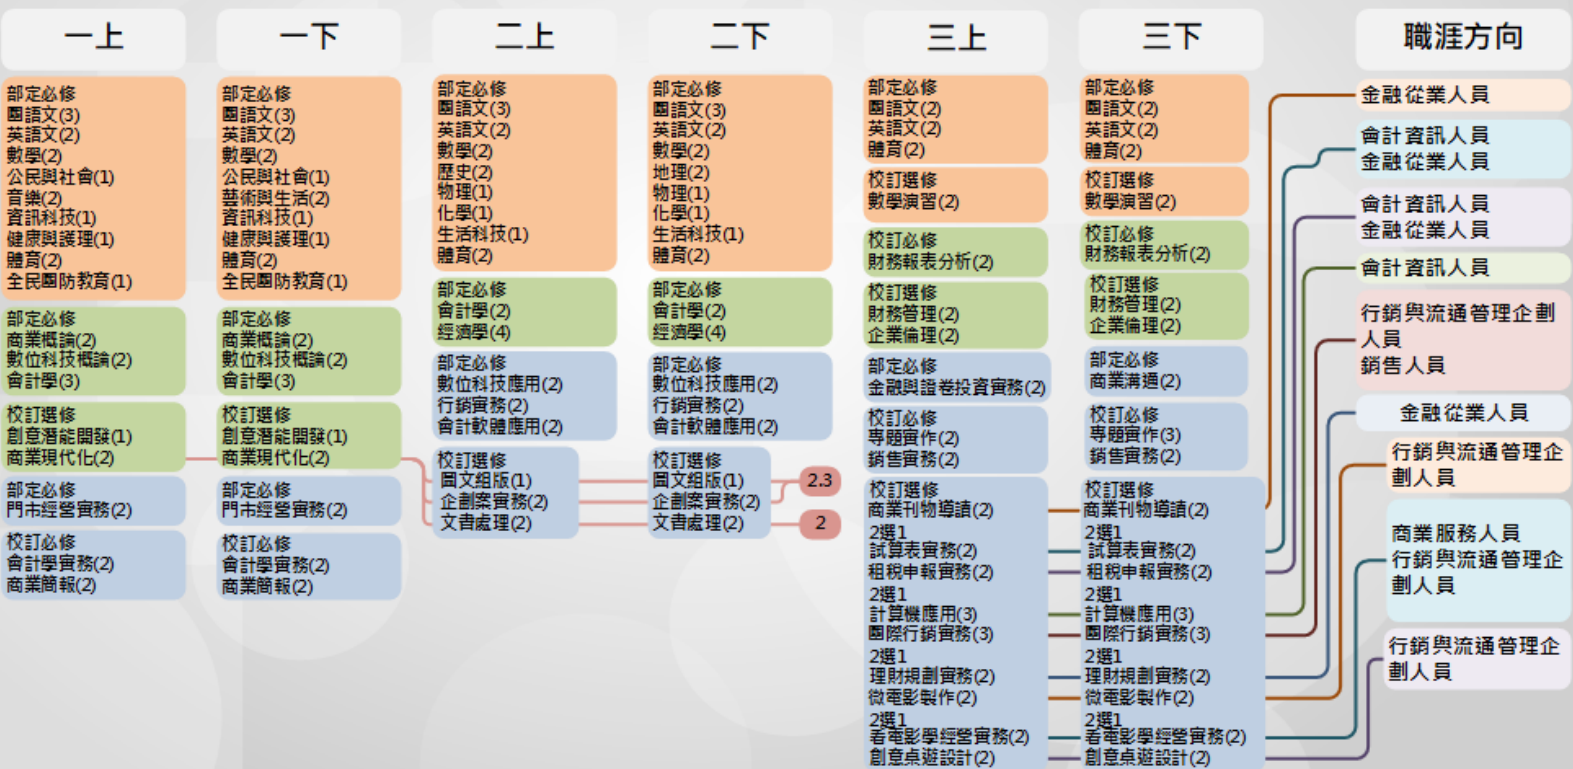 一上
部定必修
國語文(3)
英語文(2)
數學(2)
公民與社會(1)
音樂(2)
資訊科技(1)
健康與護理(1)
體育(2)
全民國防教育(1)
部定必修
商業概論(2)
數位科技概論(2)
會計學(3)
校訂選修
創意潛能開發(1)
商業現代化(2)
部定必修
門市經營實務(2)
校訂必修
會計學實務(2)
商業簡報(2)
一下
部定必修
國語文(3)
英語文(2)
數學(2)
公民與社會(1)
藝術與生活(2)
資訊科技(1)
健康與護理(1)
體育(2)
全民國防教育(1)
部定必修
商業概論(2)
數位科技概論(2)
會計學(3)
校訂選修
創意潛能開發(1)
商業現代化(2)
部定必修
門市經營實務(2)
校訂必修
會計學實務(2)
商業簡報(2)
二上
部定必修
國語文(3)
英語文(2)
數學(2)
歷史(2)
物理(1)
化學(1)
生活科技(1)
體育(2)
部定必修
會計學(2)
經濟學(4)
部定必修
數位科技應用(2)
行銷實務(2)
會計軟體應用(2)
校訂選修
圖文組版(1)
企劃案實務(2)
文書處理(2)
二下
部定必修
國語文(3)
英語文(2)
數學(2)
地理(2)
物理(1)
化學(1)
生活科技(1)
體育(2)
部定必修
會計學(2)
經濟學(4)
部定必修
數位科技應用(2)
行銷實務(2)
會計軟體應用(2)
校訂選修
圖文組版(1)
企劃案實務(2)
文書處理(2)
2.3
2
三上
部定必修
國語文(2)
英語文(2)
體育(2)
校訂選修
數學演習(2)
校訂必修
財務報表分析(2)
校訂選修
財務管理(2)
企業倫理(2)
部定必修
金融與證卷投資實務(2)
校訂必修
專題實作(2)
銷售實務(2)
校訂選修
商業刊物導讀(2)
2選1
試算表實務(2)
租稅申報實務(2)
2選1
計算機應用(3)
國際行銷實務(3)
2選1
理財規劃實務(2)
微電影製作(2)
2選1
看電影學經營實務(2)
創意桌遊設計(2)
三下
部定必修
國語文(2)
英語文(2)
體育(2)
校訂選修
數學演習(2)
校訂必修
財務報表分析(2)
校訂選修
財務管理(2)
企業倫理(2)
部定必修
商業溝通(2)
校訂必修
專題實作(3)
銷售實務(2)
校訂選修
商業刊物導讀(2)
2選1
試算表實務(2)
租稅申報實務(2)
2選1
計算機應用(3)
國際行銷實務(3)
2選1
理財規劃實務(2)
微電影製作(2)
2選1
看電影學經營實務(2)
創意桌遊設計(2)
職涯方向
金融從業人員
會計資訊人員
金融從業人員
會計資訊人員
金融從業人員
會計資訊人員
行銷與流通管理企劃
人員
銷售人員
金融從業人員
行銷與流通管理企
劃人員
商業服務人員
行銷與流通管理企
劃人員
行銷與流通管理企
劃人員